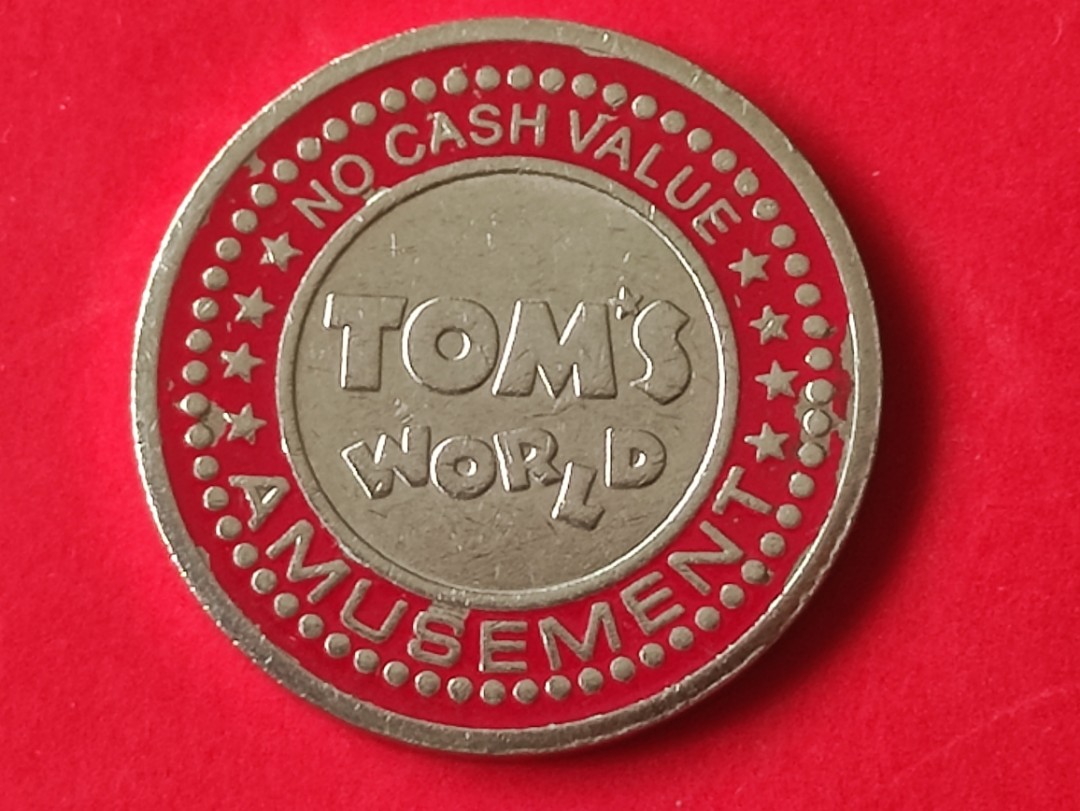 NO CASH VALUE
TOM'S
WORLD
AMUSEMENT